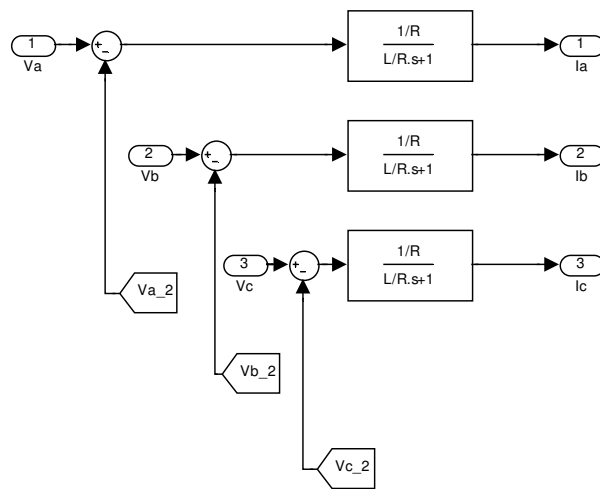 1
Va
+
−
1/R
L/R.s+1
1
Ia
2
Vb
+
−
1/R
L/R.s+1
2
Ib
3
Vc
+
−
1/R
L/R.s+1
3
Ic
Va_2
Vb_2
Vc_2